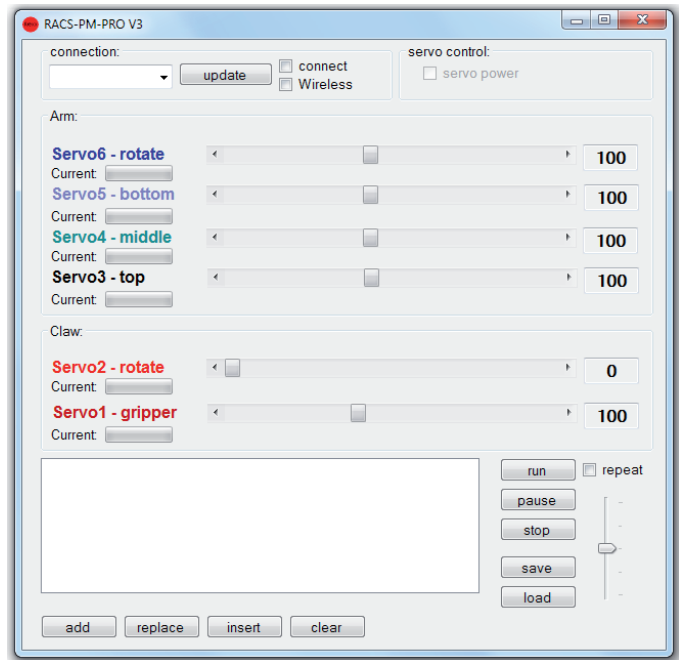 RACS-PM-PRO V3
connection:
servo control:
update
connect
Wireless
servo power
Arm:
Servo6 - rotate
100
Current:
Servo5 - bottom
100
Current:
Servo4 - middle
100
Current:
Servo3 - top
100
Current:
Claw:
Servo2 - rotate
0
Current:
Servo1 - gripper
100
Current:
run
repeat
pause
stop
save
load
add replace insert clear